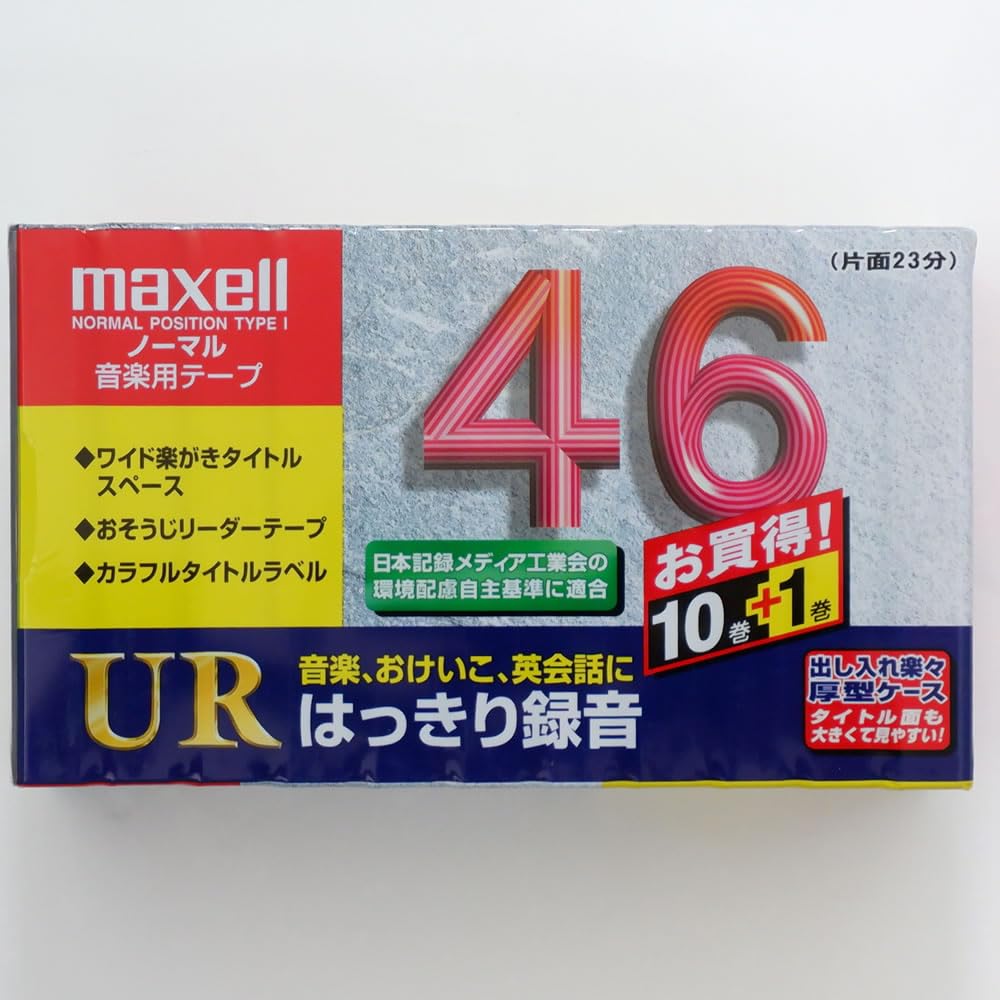 maxell
NORMAL POSITION TYPE I
ノーマル
音楽用テープ
◆ワイド楽がきタイトル
スペース
◆おそうじリーダーテープ
◆カラフルタイトルラベル
46
(片面23分)
日本記録メディア工業会の
環境配慮自主基準に適合
お買得!
10巻+1巻
UR
音楽、おけいこ、英会話に
はっきり録音
出し入れ楽々
厚型ケース
タイトル面も
大きくて見やすい!